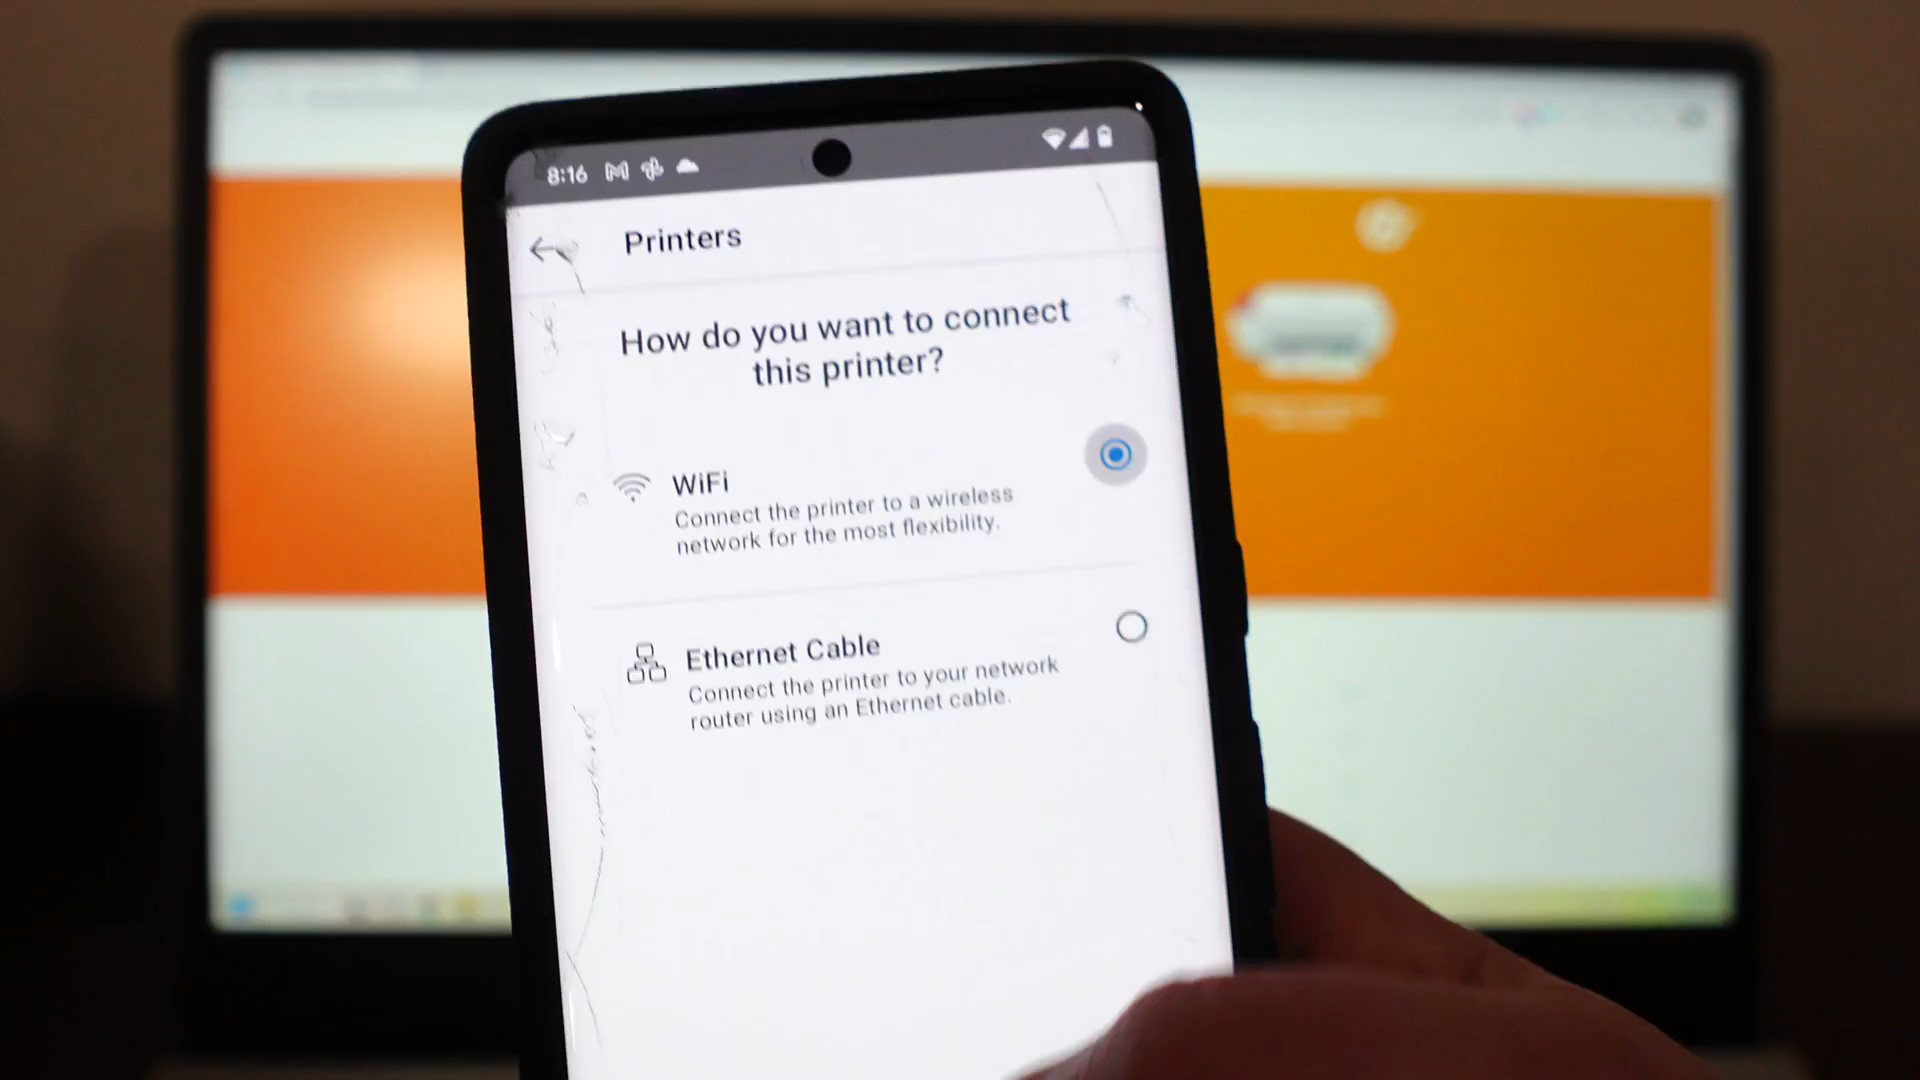 8:16
Printers
How do you want to connect
this printer?
WiFi
Connect the printer to a wireless
network for the most flexibility.
Ethernet Cable
Connect the printer to your network
router using an Ethernet cable.